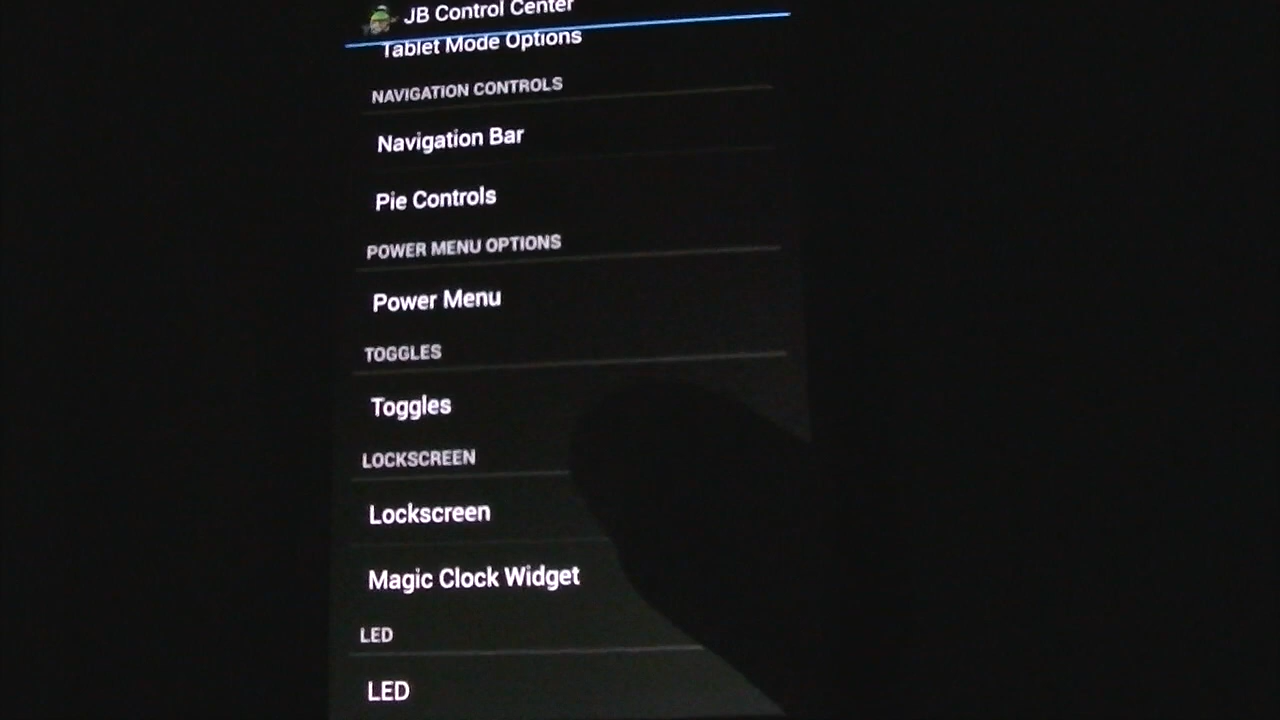 JB Control Center
Tablet Mode Options
NAVIGATION CONTROLS
Navigation Bar
Pie Controls
POWER MENU OPTIONS
Power Menu
TOGGLES
Toggles
LOCKSCREEN
Lockscreen
Magic Clock Widget
LED
LED